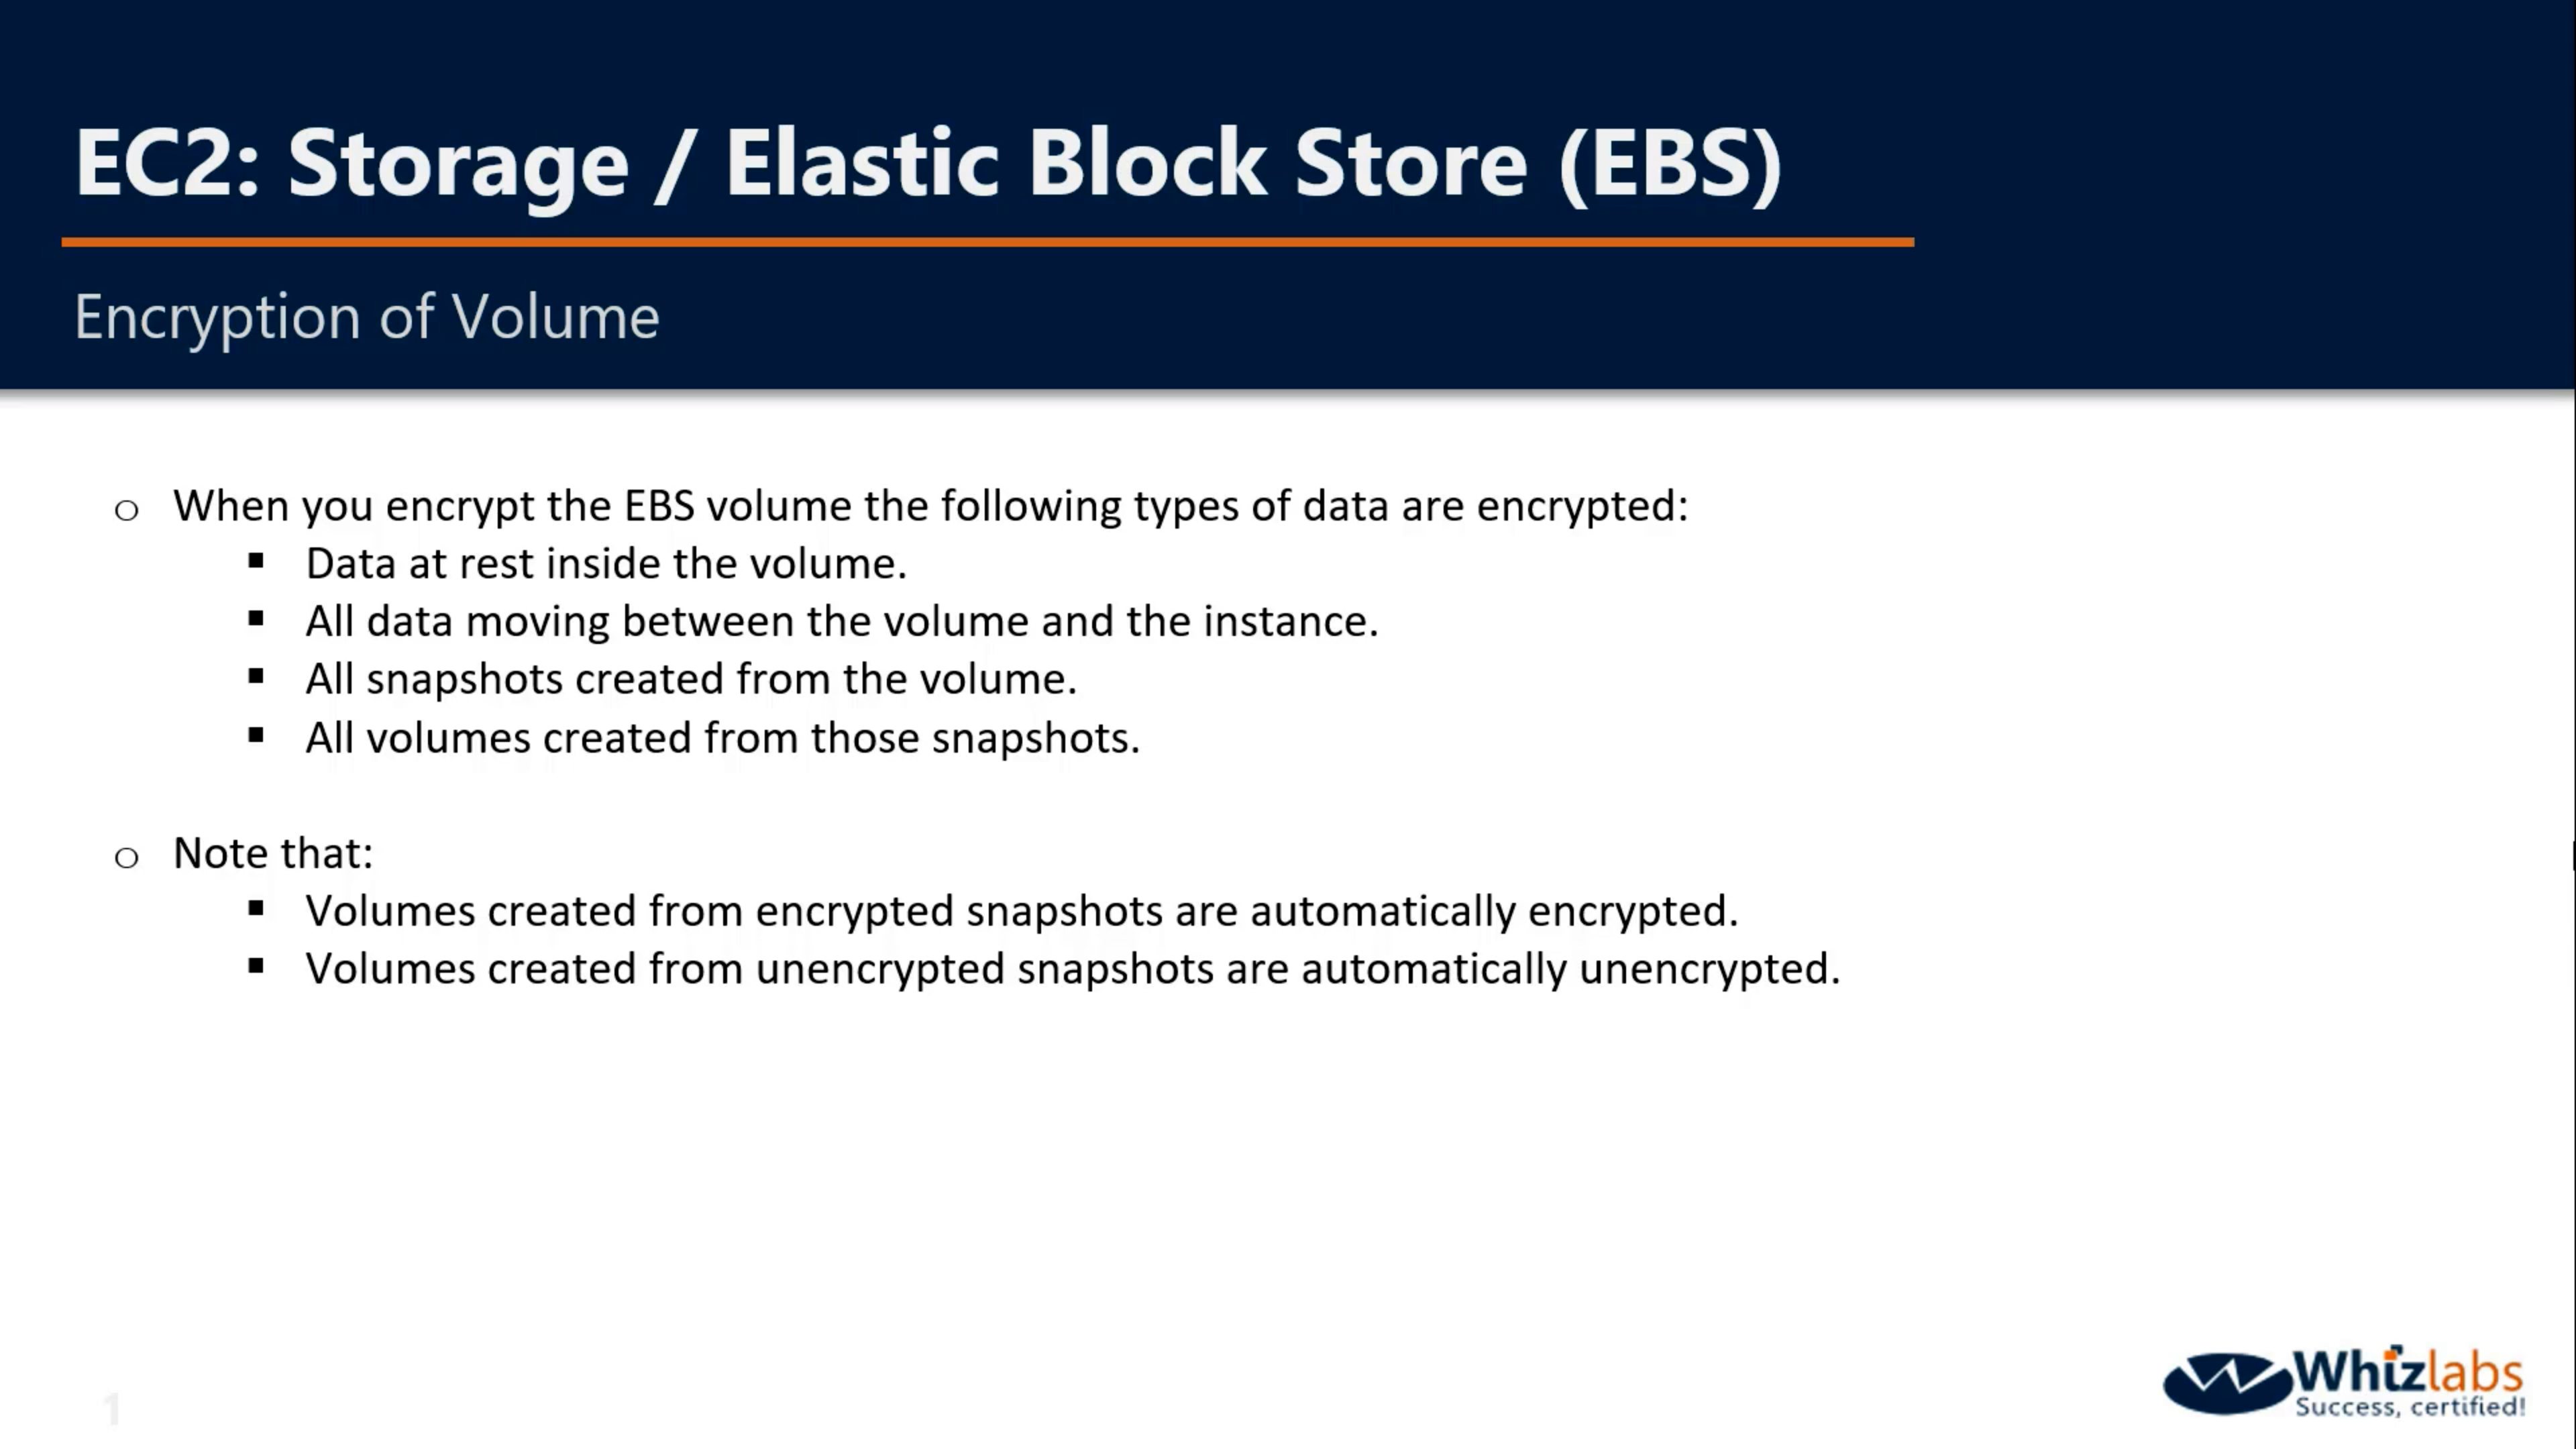 EC2: Storage / Elastic Block Store (EBS)
Encryption of Volume
o When you encrypt the EBS volume the following types of data are encrypted:
▪ Data at rest inside the volume.
▪ All data moving between the volume and the instance.
▪ All snapshots created from the volume.
▪ All volumes created from those snapshots.
o Note that:
▪ Volumes created from encrypted snapshots are automatically encrypted.
▪ Volumes created from unencrypted snapshots are automatically unencrypted.
1
Whizlabs
Success, certified!